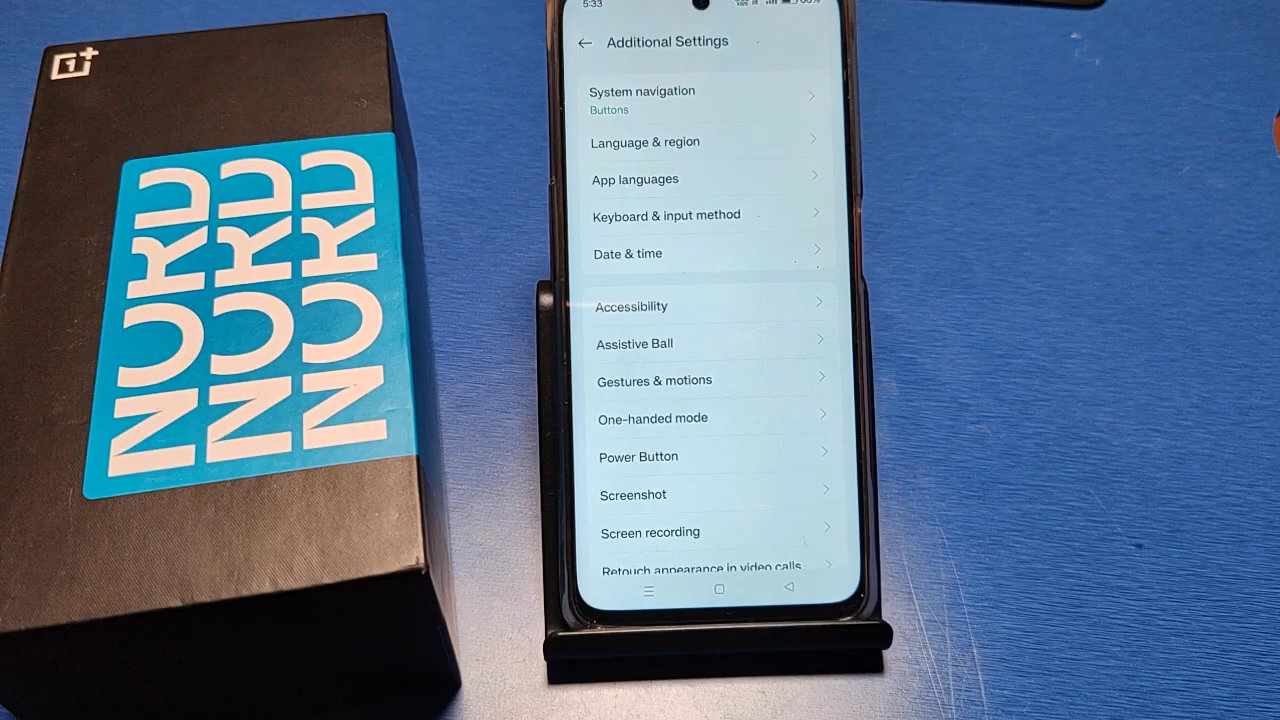 1+
NORD
NORD
NORD
5:33
Additional Settings
System navigation
Buttons
Language & region
App languages
Keyboard & input method
Date & time
Accessibility
Assistive Ball
Gestures & motions
One-handed mode
Power Button
Screenshot
Screen recording
Retouch appearance in video calls